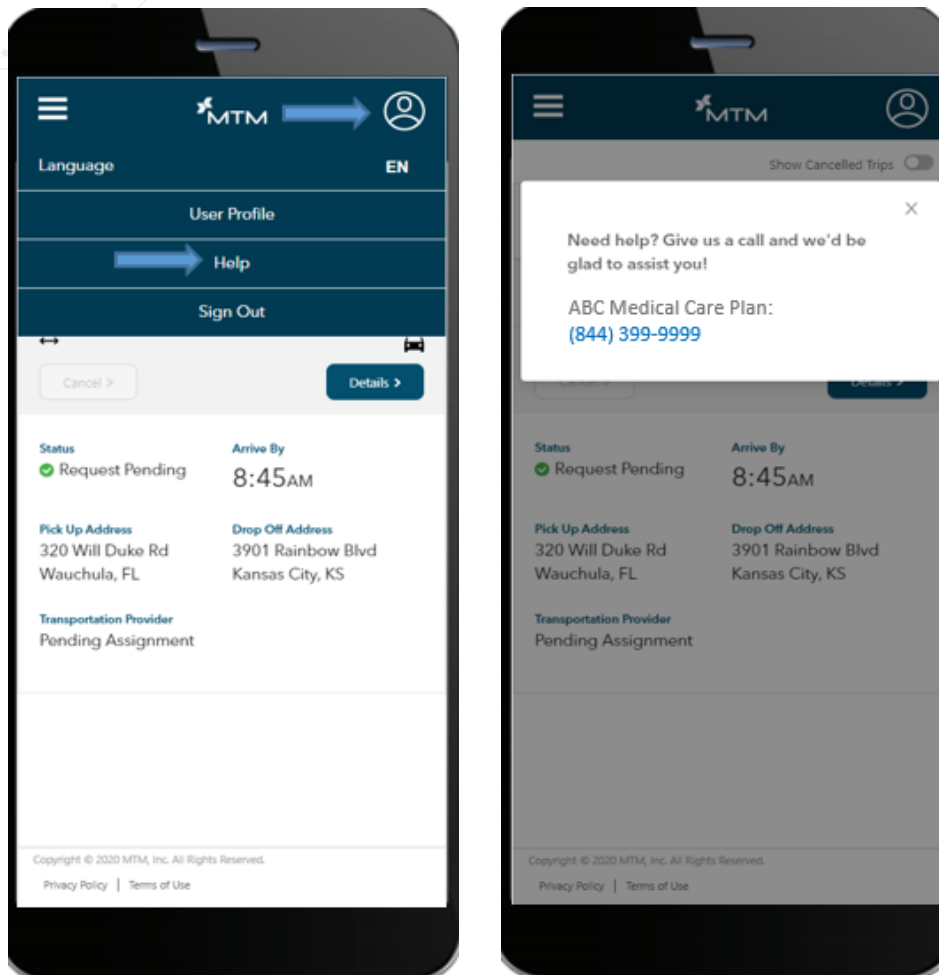 MTM
Language EN
User Profile
Help
Sign Out
Cancel > Details >
Status Arrive By
Request Pending 8:45AM
Pick Up Address Drop Off Address
320 Will Duke Rd 3901 Rainbow Blvd
Wauchula, FL Kansas City, KS
Transportation Provider
Pending Assignment
Copyright © 2020 MTM, Inc. All Rights Reserved.
Privacy Policy | Terms of Use
MTM
Show Cancelled Trips
Need help? Give us a call and we'd be
glad to assist you!
ABC Medical Care Plan:
(844) 399-9999
Cancel > Details >
Status Arrive By
Request Pending 8:45AM
Pick Up Address Drop Off Address
320 Will Duke Rd 3901 Rainbow Blvd
Wauchula, FL Kansas City, KS
Transportation Provider
Pending Assignment
Copyright © 2020 MTM, Inc. All Rights Reserved.
Privacy Policy | Terms of Use